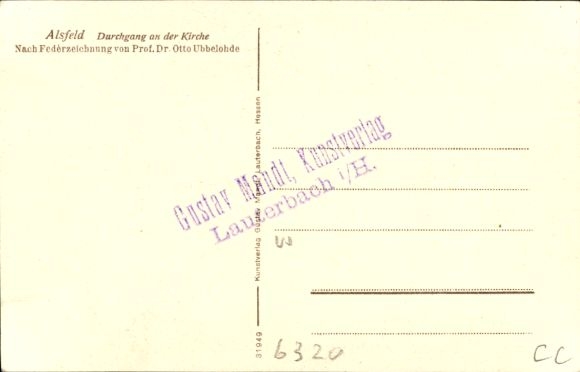 Alsfeld Durchgang an der Kirche
Nach Federzeichnung von Prof. Dr. Otto Ubbelohde
Gustav Mandt, Kunstverlag
Lauterbach i/H.
Kunstverlag Gustav Mandt, Lauterbach, Hessen
31949
W
6320
CC